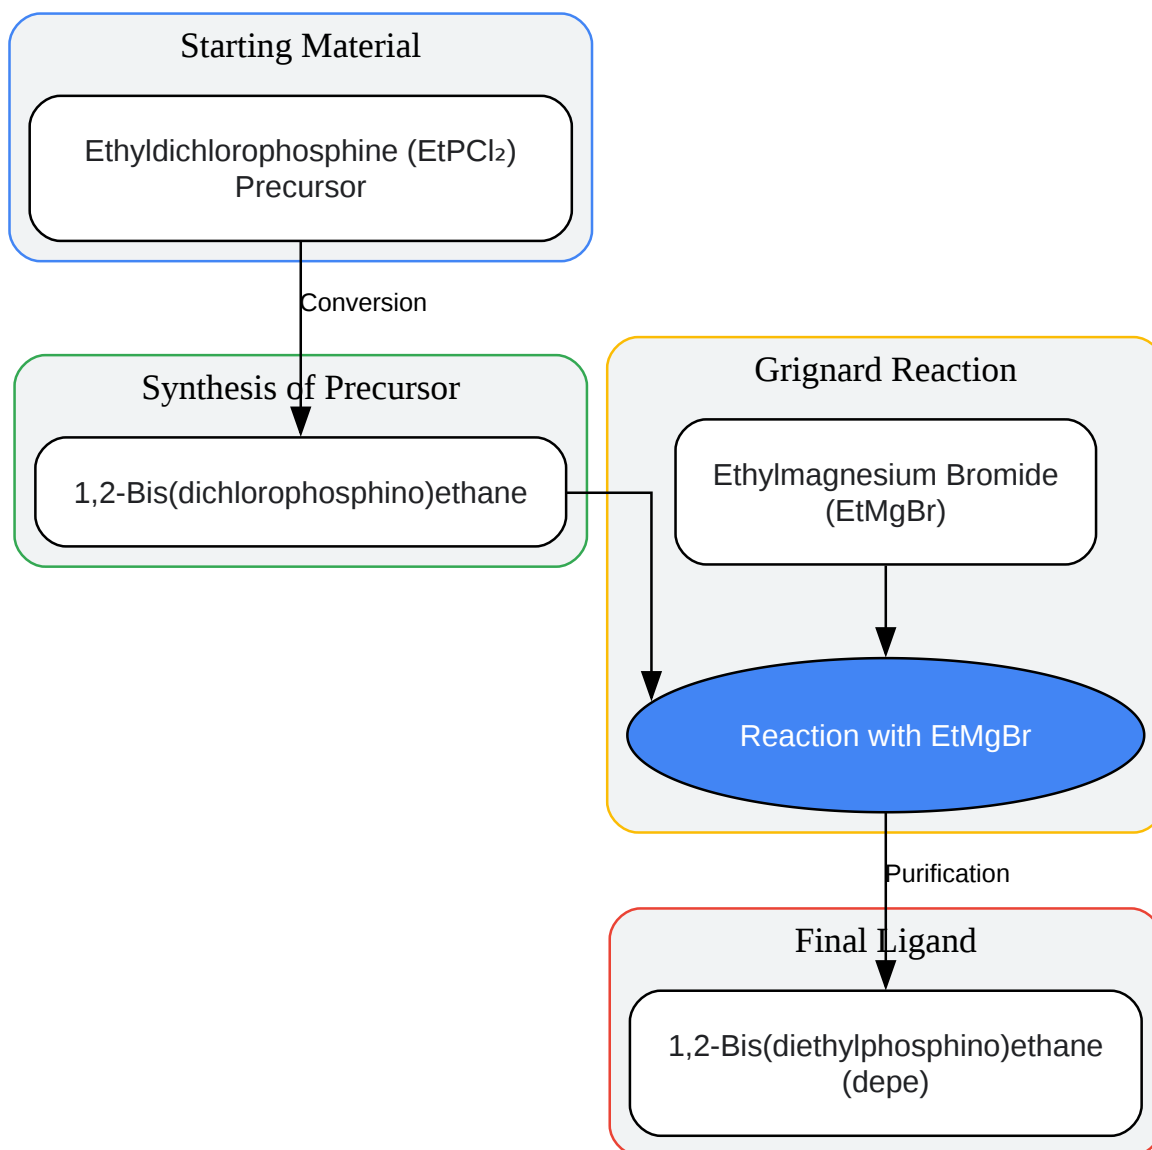 Starting Material
Ethyldichlorophosphine (EtPCl₂)
Precursor
Conversion
Synthesis of Precursor
1,2-Bis(dichlorophosphino)ethane
Grignard Reaction
Ethylmagnesium Bromide
(EtMgBr)
Reaction with EtMgBr
Purification
Final Ligand
1,2-Bis(diethylphosphino)ethane
(depe)